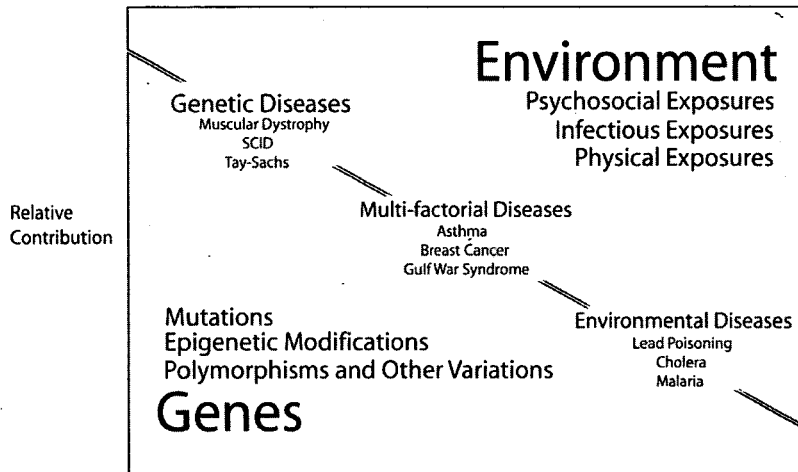 Environment
Psychosocial Exposures
Infectious Exposures
Physical Exposures
Genetic Diseases
Muscular Dystrophy
SCID
Tay-Sachs
Relative
Contribution
Multi-factorial Diseases
Asthma
Breast Cancer
Gulf War Syndrome
Environmental Diseases
Lead Poisoning
Cholera
Malaria
Mutations
Epigenetic Modifications
Polymorphisms and Other Variations
Genes